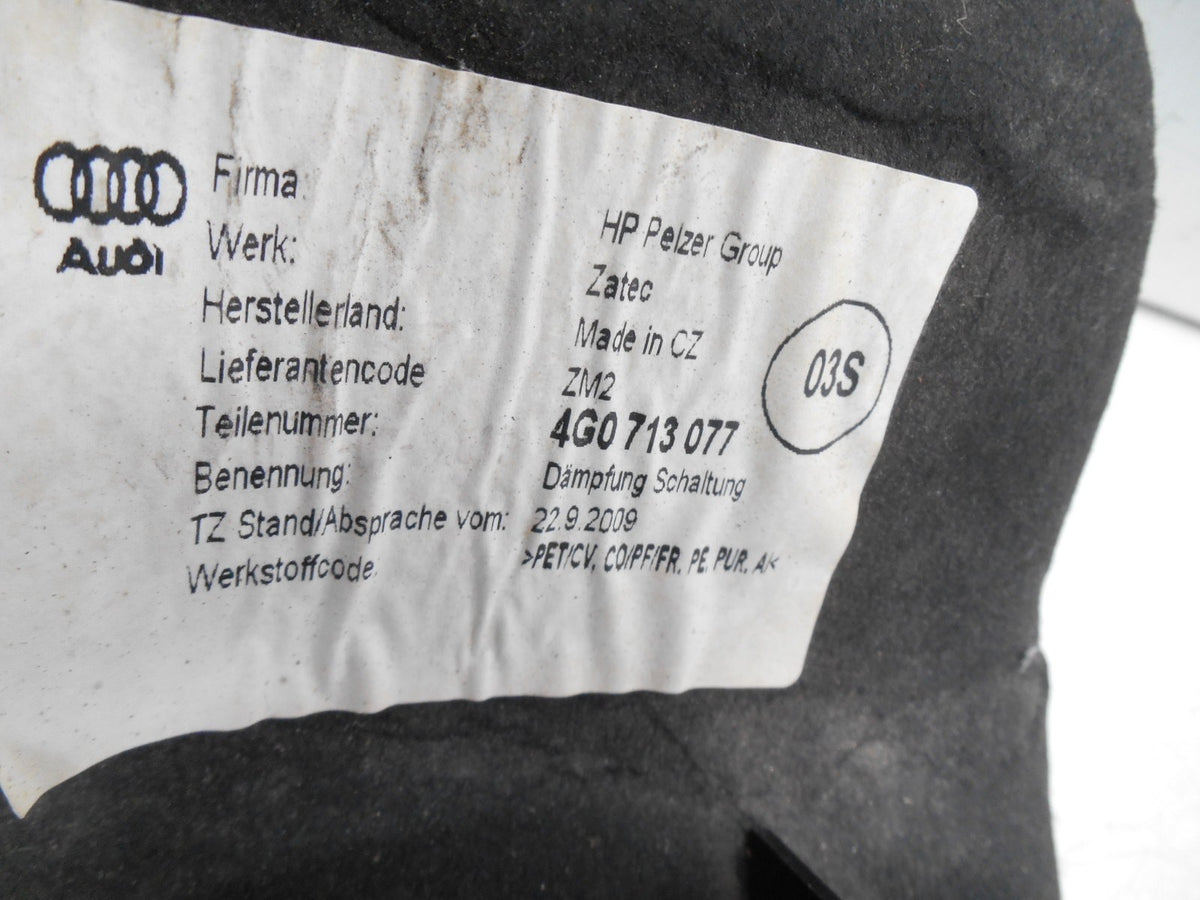 Audi
Firma: HP Pelzer Group
Werk: Zatec
Herstellerland: Made in CZ
Lieferantencode ZM2
Teilenummer: 4G0 713 077
Benennung: Dämpfung Schaltung
TZ Stand/Absprache vom: 22.9.2009
Werkstoffcode: >PET/CV, CO/PF/FR, PE, PUR, AK
03S